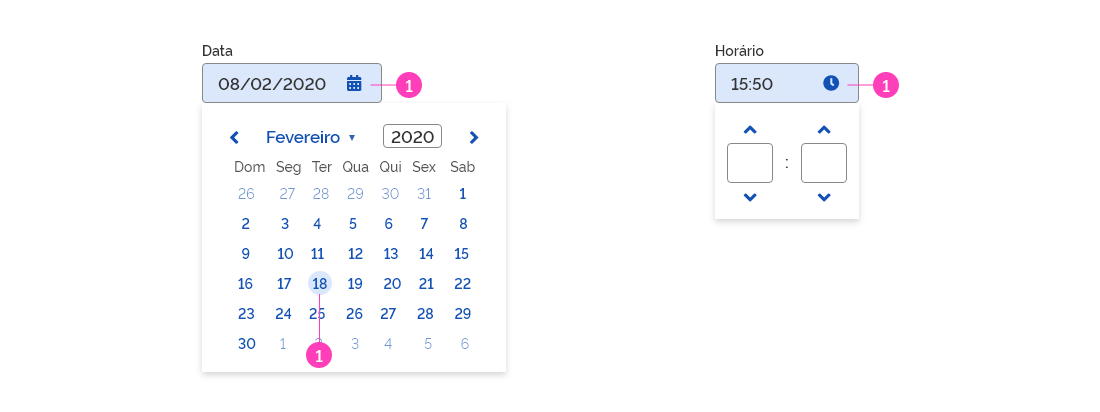 Data
08/02/2020 1
Fevereiro 2020
Dom Seg Ter Qua Qui Sex Sab
26 27 28 29 30 31 1
2 3 4 5 6 7 8
9 10 11 12 13 14 15
16 17 18 19 20 21 22
23 24 25 26 27 28 29
30 1 2 3 4 5 6
1
Horário
15:50 1
: